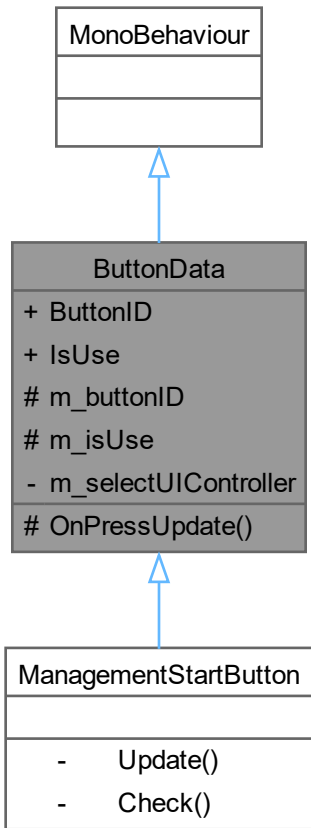 MonoBehaviour
ButtonData
+ ButtonID
+ IsUse
# m_buttonID
# m_isUse
- m_selectUIController
# OnPressUpdate()
ManagementStartButton
- Update()
- Check()